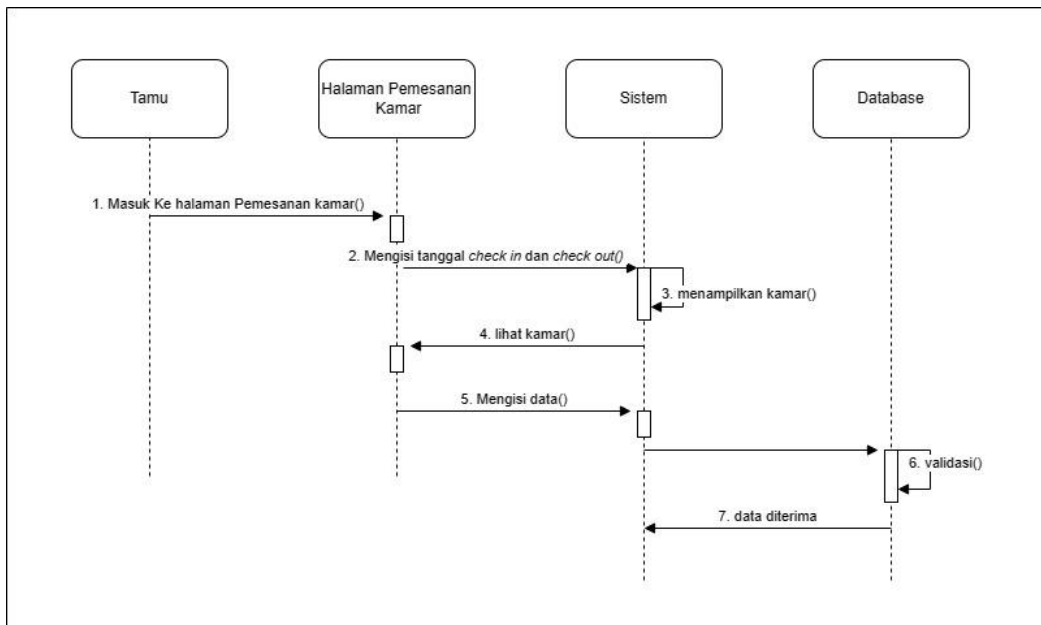 Tamu
Halaman Pemesanan
Kamar
Sistem
Database
1. Masuk Ke halaman Pemesanan kamar()
2. Mengisi tanggal check in dan check out()
3. menampilkan kamar()
4. lihat kamar()
5. Mengisi data()
6. validasi()
7. data diterima